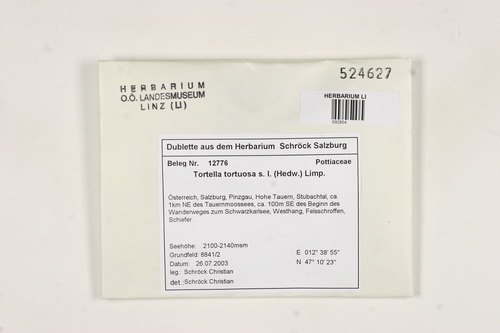 524627
HERBARIUM
O.Ö. LANDESMUSEUM
LINZ (LI)
HERBARIUM LI
Dublette aus dem Herbarium Schröck Salzburg
Beleg Nr. 12776 Pottiaceae
Tortella tortuosa s. l. (Hedw.) Limp.
Österreich, Salzburg, Pinzgau, Hohe Tauern, Stubachtal, ca.
1km NE des Tauernmoossees, ca. 100m SE des Beginn des
Wanderweges zum Schwarzkarlsee, Westhang, Felsschroffen,
Schiefer.
Seehöhe: 2100-2140msm
Grundfeld: 8841/2 E 012° 38' 55"
Datum: 26.07.2003 N 47° 10' 23"
leg.: Schröck Christian
det.: Schröck Christian